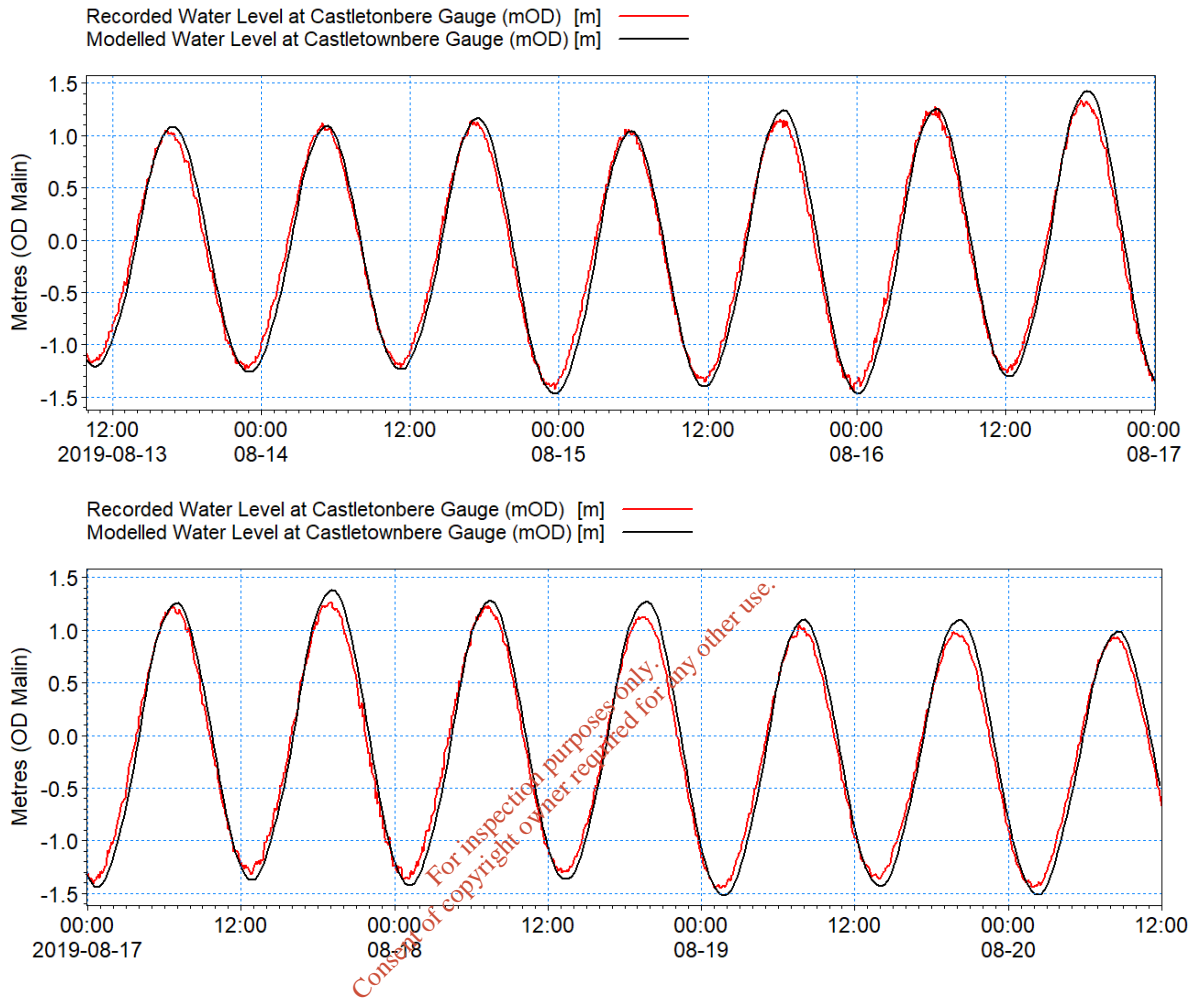 Recorded Water Level at Castletonbere Gauge (mOD) [m]
Modelled Water Level at Castletownbere Gauge (mOD) [m]
Metres (OD Malin)
1.5
1.0
0.5
0.0
-0.5
-1.0
-1.5
12:00 00:00 12:00 00:00 12:00 00:00 12:00 00:00
2019-08-13 08-14 08-15 08-16 08-17
Recorded Water Level at Castletonbere Gauge (mOD) [m]
Modelled Water Level at Castletownbere Gauge (mOD) [m]
Metres (OD Malin)
1.5
1.0
0.5
0.0
-0.5
-1.0
-1.5
00:00 12:00 00:00 12:00 00:00 12:00 00:00 12:00
2019-08-17 08-18 08-19 08-20
For inspection purposes only.
Consent of copyright owner required for any other use.